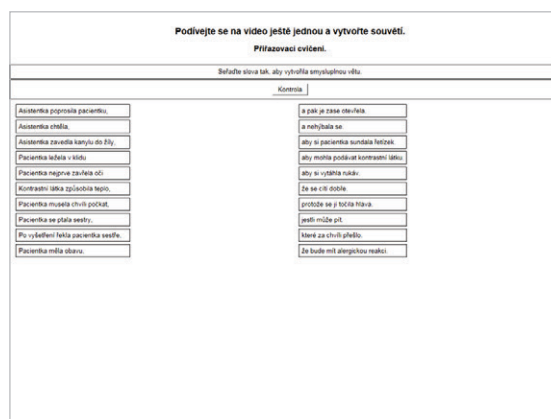 Podívejte se na video ještě jednou a vytvořte souvětí.
Přiřazovací cvičení.
Seřaďte slova tak, aby vytvořila smysluplnou větu.
Kontrola
Asistentka poprosila pacientku, a pak je zase otevřela.
Asistentka chtěla, a nehýbala se.
Asistentka zavedla kanylu do žíly, aby si pacientka sundala řetízek.
Pacientka ležela v klidu aby mohla podávat kontrastní látku.
Pacientka nejprve zavřela oči aby si vytáhla rukáv.
Kontrastní látka způsobila teplo, že se cítí dobře.
Pacientka musela chvíli počkat, protože se jí točila hlava.
Pacientka se ptala sestry, jestli může pít.
Po vyšetření řekla pacientka sestře, které za chvíli přešlo.
Pacientka měla obavu, že bude mít alergickou reakci.